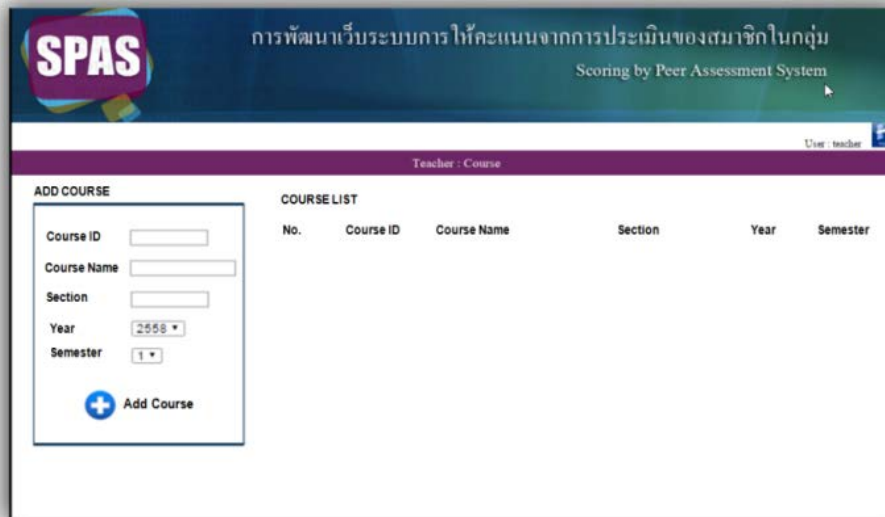 SPAS
การพัฒนาเว็บระบบการให้คะแนนจากการประเมินของสมาชิกในกลุ่ม
Scoring by Peer Assessment System
User : teacher
Teacher : Course
ADD COURSE
Course ID
Course Name
Section
Year 2558
Semester 1
Add Course
COURSE LIST
No. Course ID Course Name Section Year Semester